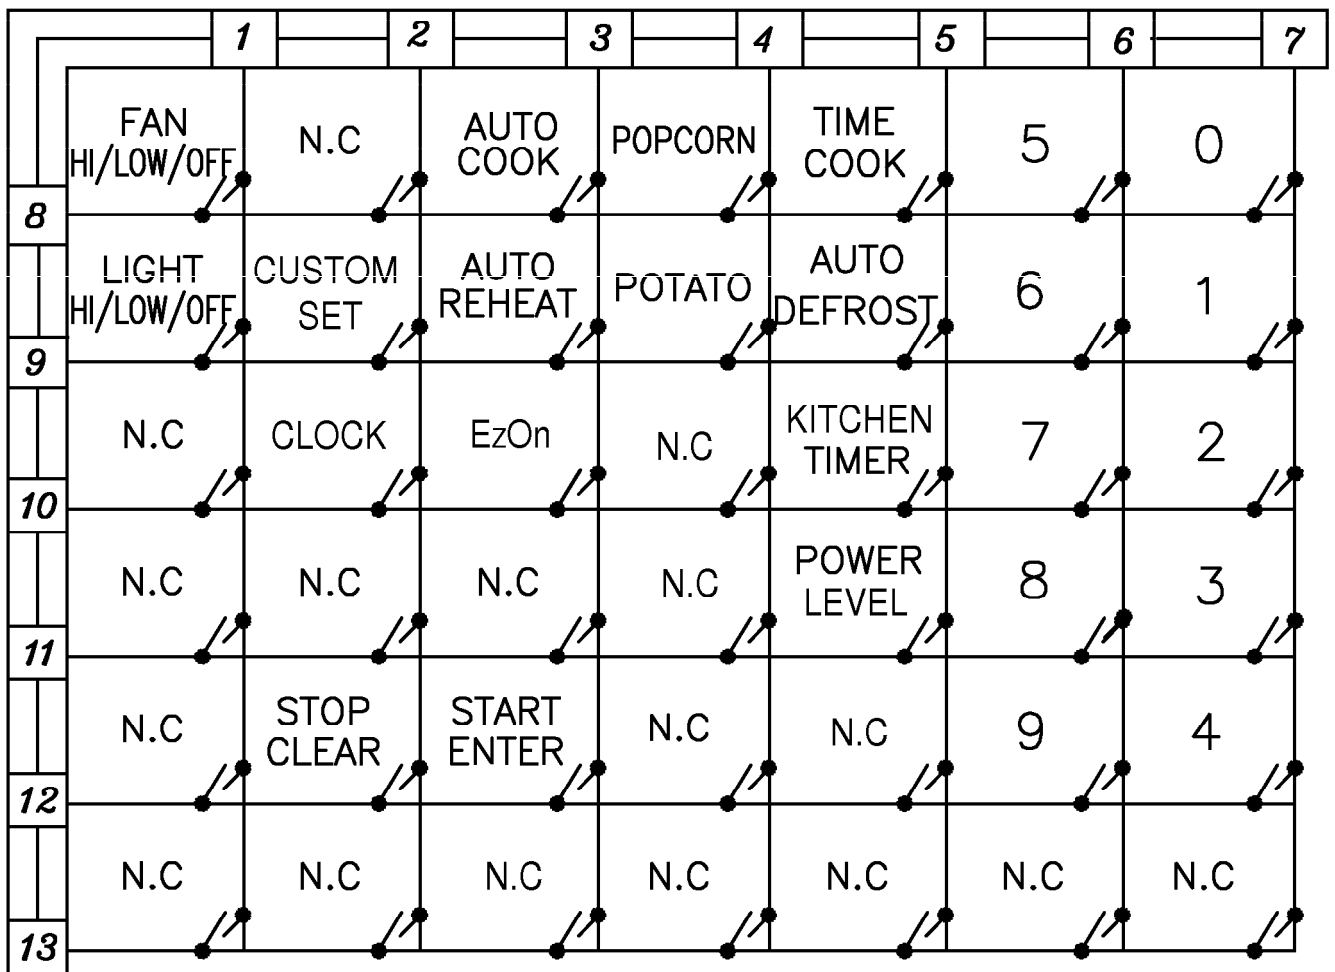 1 2 3 4 5 6 7
FAN
HI/LOW/OFF
N.C
AUTO
COOK
POPCORN
TIME
COOK
5
0
8
LIGHT
HI/LOW/OFF
CUSTOM
SET
AUTO
REHEAT
POTATO
AUTO
DEFROST
6
1
9
N.C
CLOCK
EzOn
N.C
KITCHEN
TIMER
7
2
10
N.C
N.C
N.C
N.C
POWER
LEVEL
8
3
11
N.C
STOP
CLEAR
START
ENTER
N.C
N.C
9
4
12
N.C
N.C
N.C
N.C
N.C
N.C
N.C
13